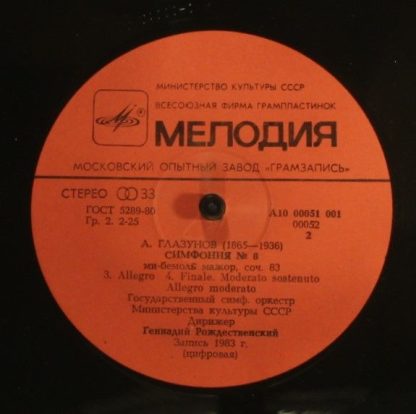 МИНИСТЕРСТВО КУЛЬТУРЫ СССР
ВСЕСОЮЗНАЯ ФИРМА ГРАМПЛАСТИНОК
МЕЛОДИЯ
МОСКОВСКИЙ ОПЫТНЫЙ ЗАВОД «ГРАМЗАПИСЬ»
СТЕРЕО 33
ГОСТ 5289-80
Гр. 2. 2-25
А10 00051 001
00052
2
А. ГЛАЗУНОВ (1865—1936)
СИМФОНИЯ № 8
ми-бемоль мажор, соч. 83
3. Allegro 4. Finale. Moderato sostenuto
Allegro moderato
Государственный симф. оркестр
Министерства культуры СССР
Дирижер
Геннадий Рождественский
Запись 1983 г.
(цифровая)